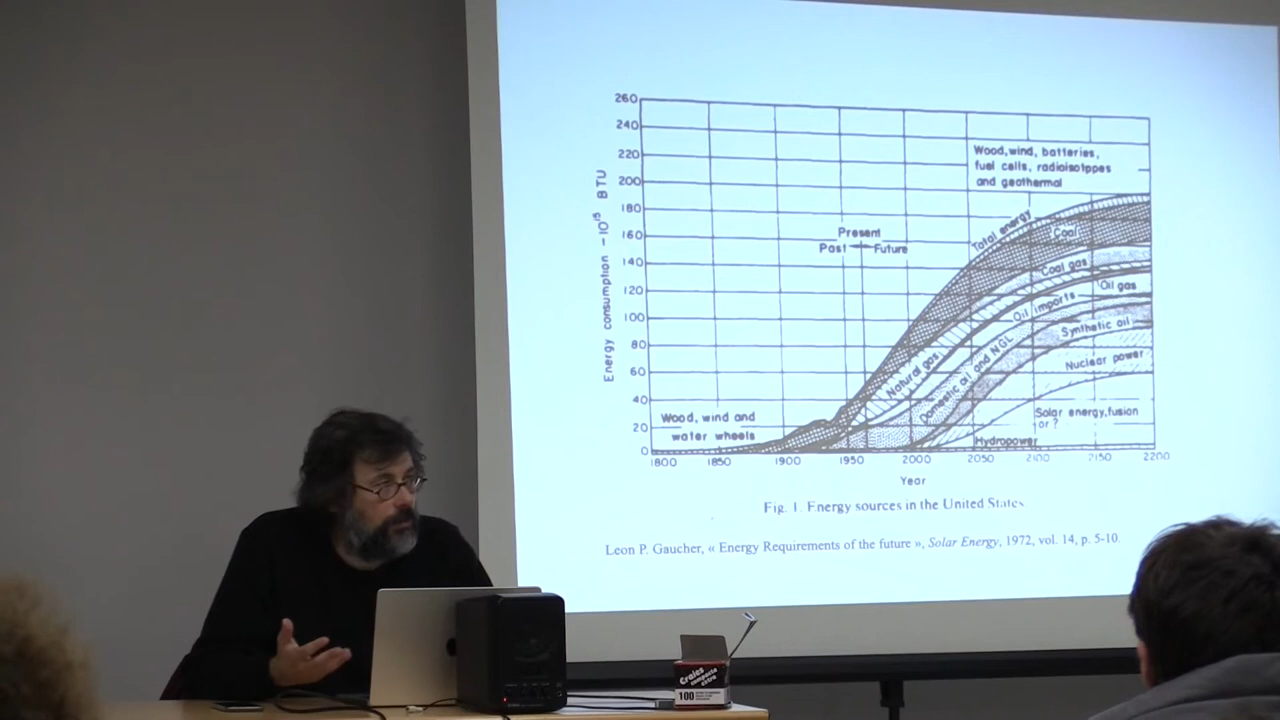 260
240
220
200
180
160
140
120
100
80
60
40
20
0
Energy consumption - 10¹⁵ BTU
Wood, wind, batteries,
fuel cells, radioisotppes
and geothermal
Present
Past
Future
Total energy
Coal
Coal gas
Oil gas
Oil imports
Synthetic oil
Natural gas
Domestic oil and NGL
Nuclear power
Wood, wind and
water wheels
Solar energy, fusion
or ?
Hydropower
1800 1850 1900 1950 2000 2050 2100 2150 2200
Year
Fig. 1. Energy sources in the United States
Leon P. Gaucher, « Energy Requirements of the future », Solar Energy, 1972, vol. 14, p. 5-10.
Craies
compacte
extra
100